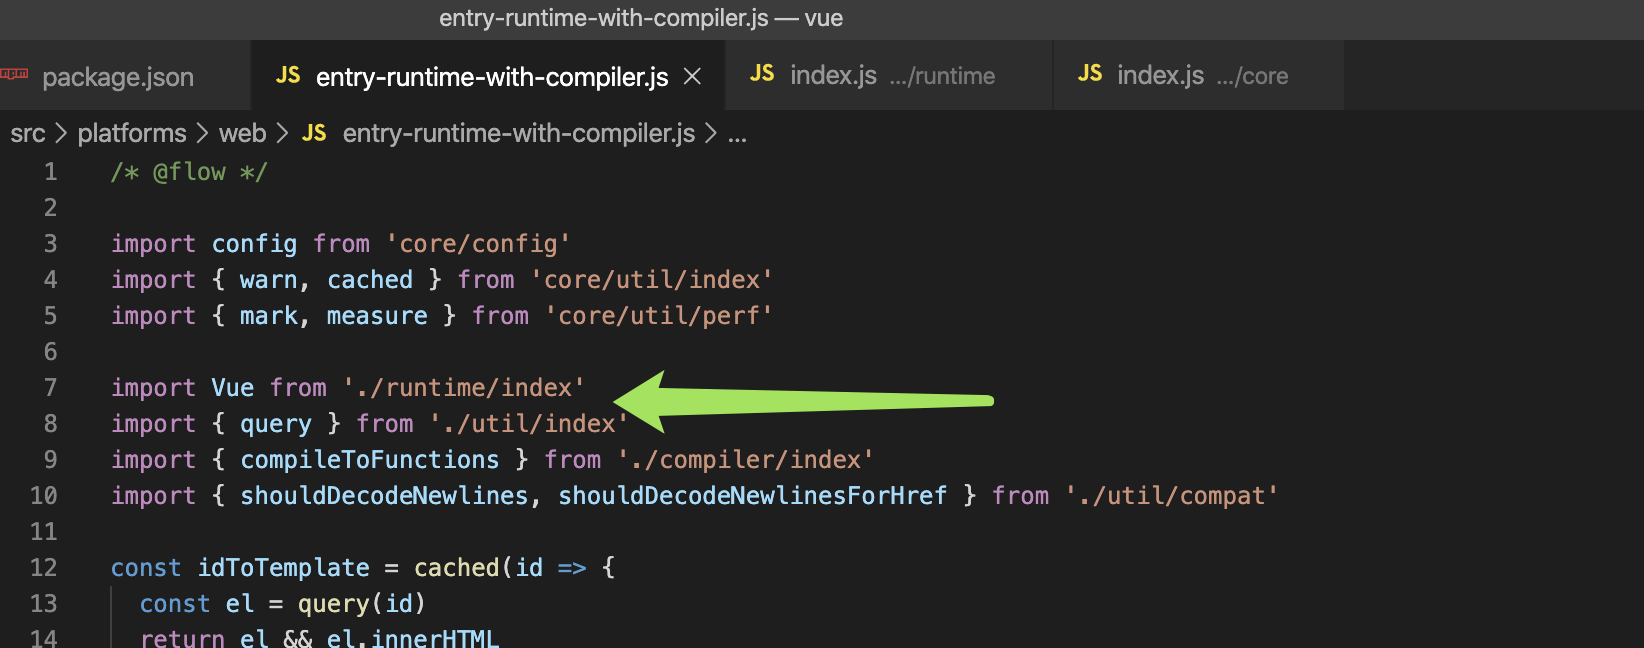 entry-runtime-with-compiler.js — vue
package.json
JS entry-runtime-with-compiler.js ×
JS index.js .../runtime
JS index.js .../core
src > platforms > web > JS entry-runtime-with-compiler.js > ...
1 /* @flow */
2
3 import config from 'core/config'
4 import { warn, cached } from 'core/util/index'
5 import { mark, measure } from 'core/util/perf'
6
7 import Vue from './runtime/index'
8 import { query } from './util/index'
9 import { compileToFunctions } from './compiler/index'
10 import { shouldDecodeNewlines, shouldDecodeNewlinesForHref } from './util/compat'
11
12 const idToTemplate = cached(id => {
13 const el = query(id)
14 return el && el.innerHTML